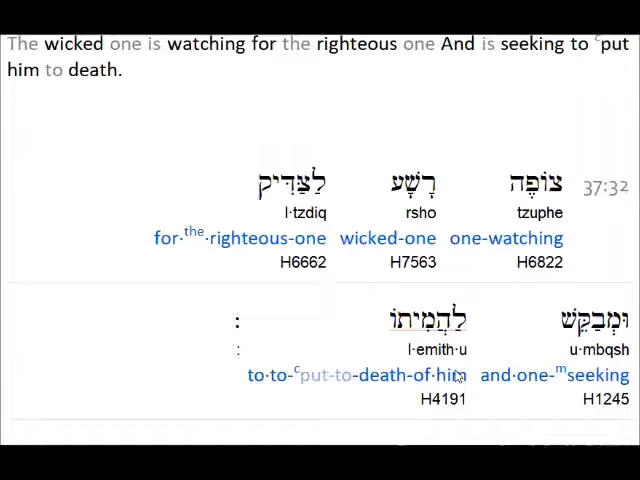 The wicked one is watching for the righteous one And is seeking to ᶜput
him to death.
37:32 צוֹפֶה רָשָׁע לַצַּדִּיק
l·tzdiq rsho tzuphe
for·the·righteous-one wicked-one one-watching
H6662 H7563 H6822
וּמְבַקֵּשׁ לַהֲמִיתוֹ :
: l·emith·u u·mbqsh
to·to-ᶜput-to-death-of·him and·one-ᵐseeking
H4191 H1245